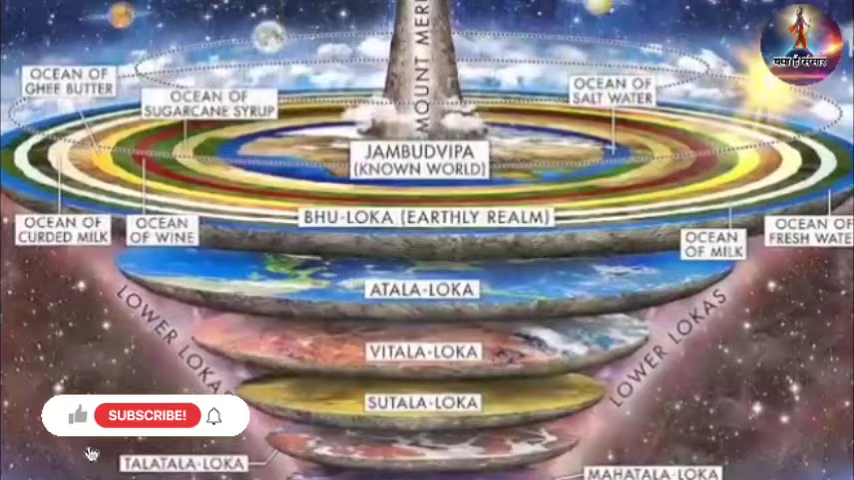 MOUNT MER
OCEAN OF
GHEE BUTTER
OCEAN OF
SUGARCANE SYRUP
OCEAN OF
SALT WATER
JAMBUDVIPA
(KNOWN WORLD)
BHU-LOKA (EARTHLY REALM)
OCEAN OF
CURDED MILK
OCEAN
OF WINE
OCEAN
OF MILK
OCEAN OF
FRESH WATE
ATALA-LOKA
LOWER LOKAS
LOWER LOKAS
VITALA-LOKA
SUTALA-LOKA
SUBSCRIBE!
TALATALA-LOKA
MAHATALA-LOKA